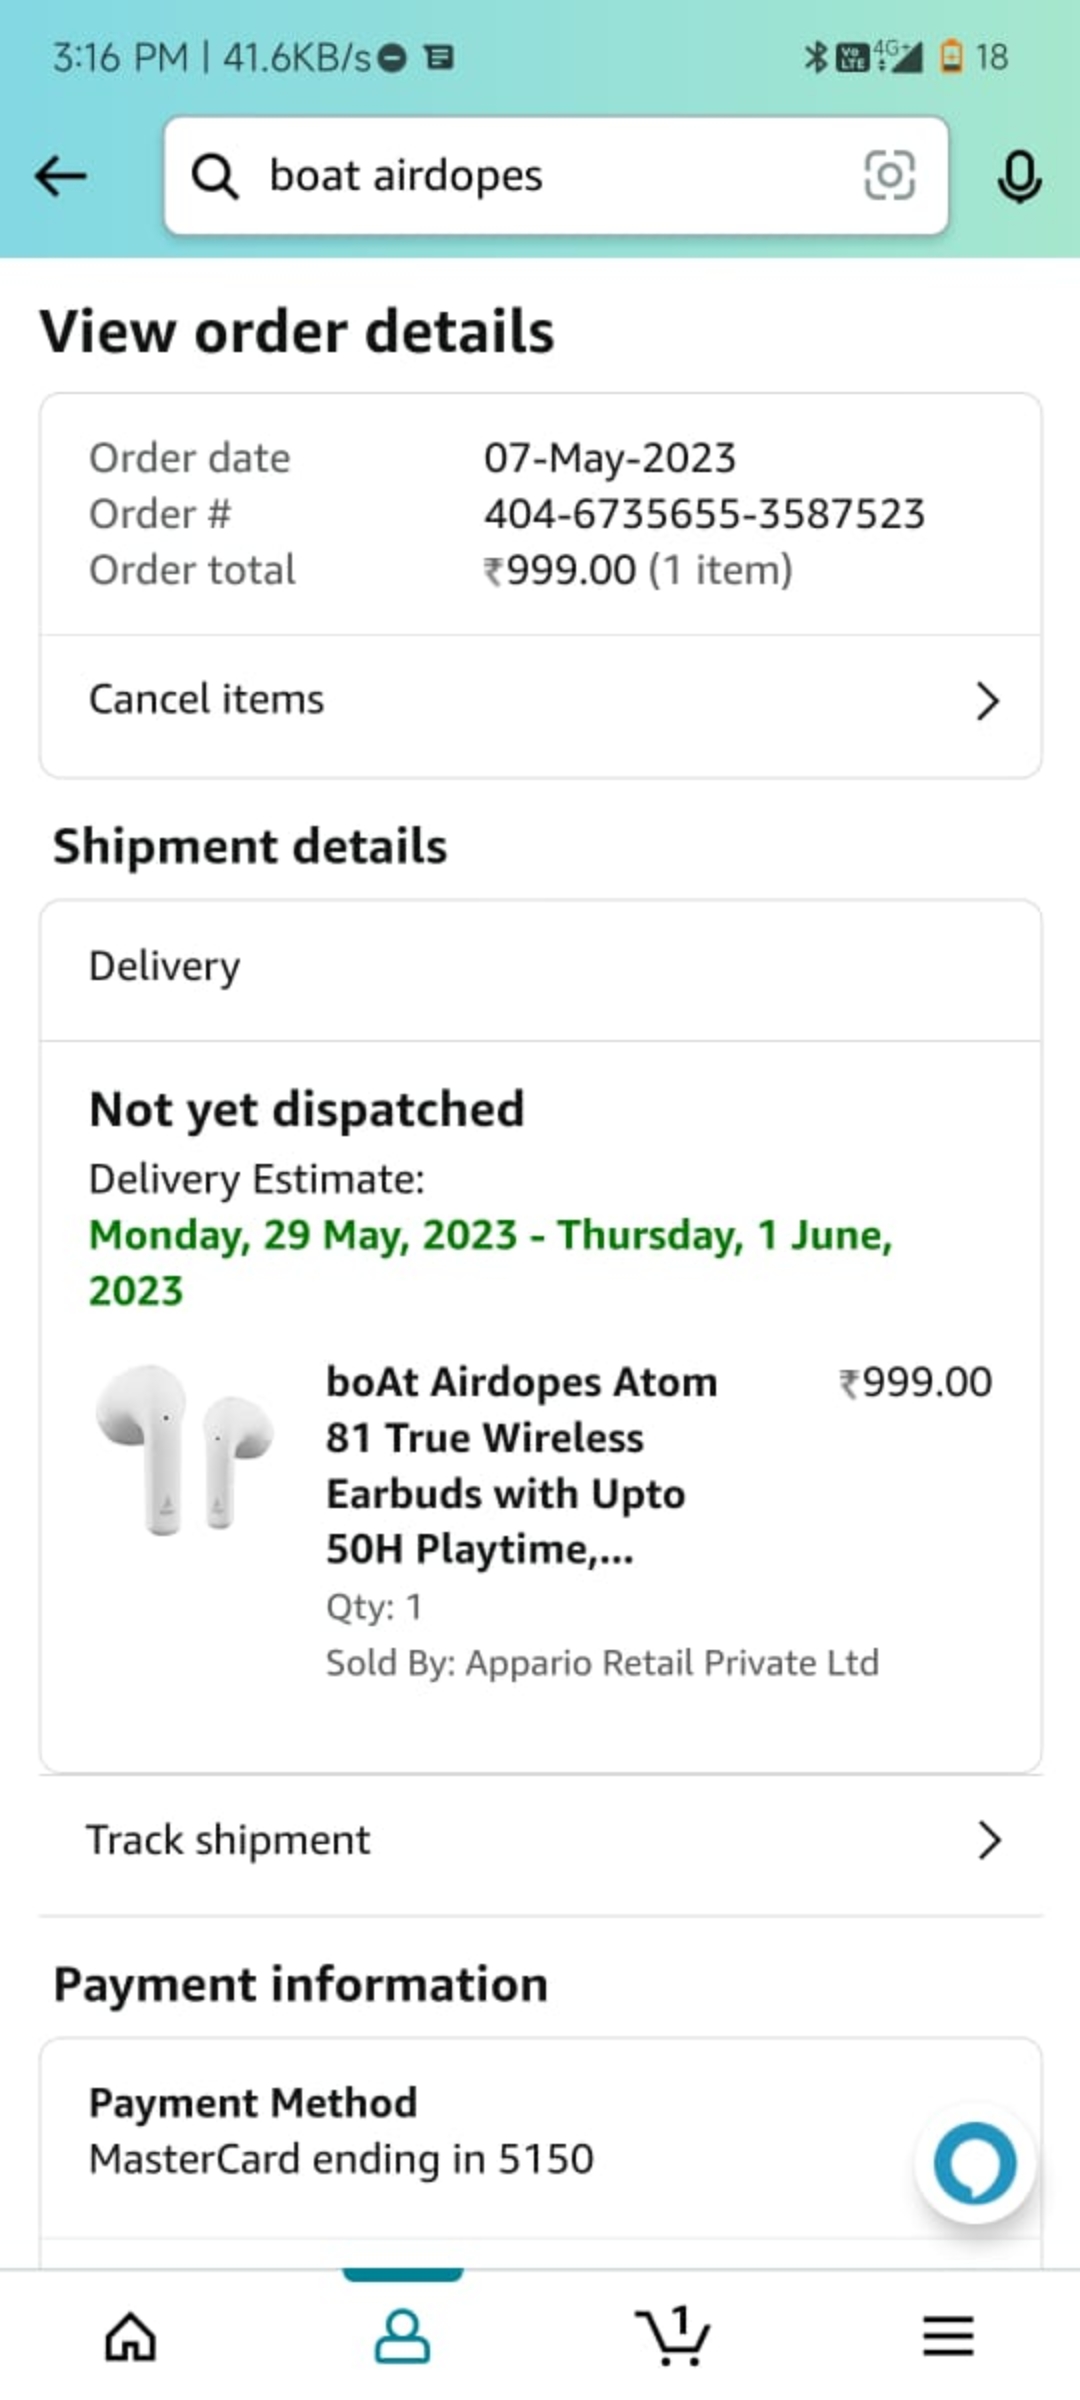 3:16 PM | 41.6KB/s
Vo LTE 4G+ 18
boat airdopes
View order details
Order date 07-May-2023
Order # 404-6735655-3587523
Order total ₹999.00 (1 item)
Cancel items
Shipment details
Delivery
Not yet dispatched
Delivery Estimate:
Monday, 29 May, 2023 - Thursday, 1 June,
2023
boAt Airdopes Atom ₹999.00
81 True Wireless
Earbuds with Upto
50H Playtime,...
Qty: 1
Sold By: Appario Retail Private Ltd
Track shipment
Payment information
Payment Method
MasterCard ending in 5150
1